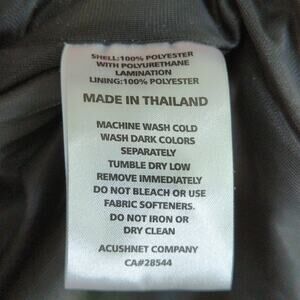 SHELL:100% POLYESTER
WITH POLYURETHANE
LAMINATION
LINING:100% POLYESTER
MADE IN THAILAND
MACHINE WASH COLD
WASH DARK COLORS
SEPARATELY
TUMBLE DRY LOW
REMOVE IMMEDIATELY
DO NOT BLEACH OR USE
FABRIC SOFTENERS.
DO NOT IRON OR
DRY CLEAN
ACUSHNET COMPANY
CA#28544